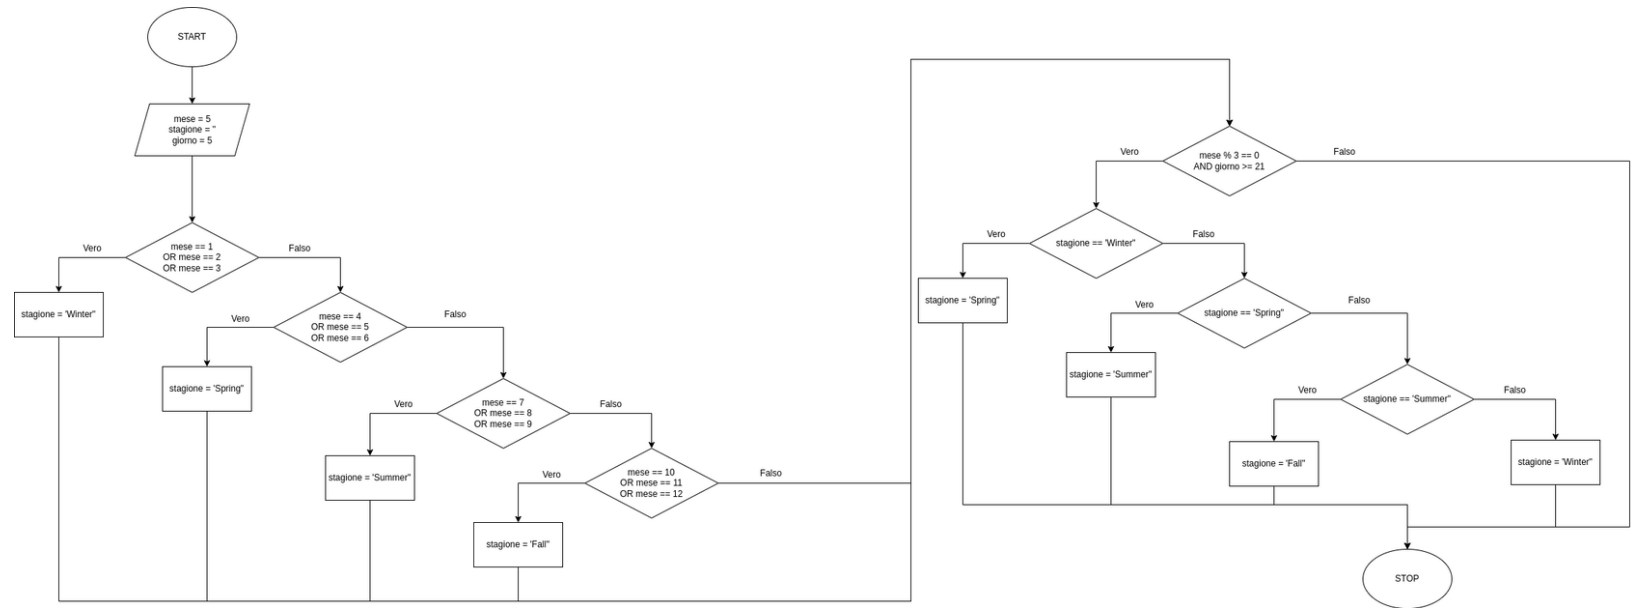 START
mese = 5
stagione = "
giorno = 5
Vero
mese == 1
OR mese == 2
OR mese == 3
Falso
stagione = 'Winter"
Vero
mese == 4
OR mese == 5
OR mese == 6
Falso
stagione = 'Spring"
Vero
mese == 7
OR mese == 8
OR mese == 9
Falso
stagione = 'Summer"
Vero
mese == 10
OR mese == 11
OR mese == 12
Falso
stagione = 'Fall"
Vero
mese % 3 == 0
AND giorno >= 21
Falso
Vero
stagione == 'Winter"
Falso
stagione = 'Spring"
Vero
stagione == 'Spring"
Falso
stagione = 'Summer"
Vero
stagione == 'Summer"
Falso
stagione = 'Fall"
stagione = 'Winter"
STOP